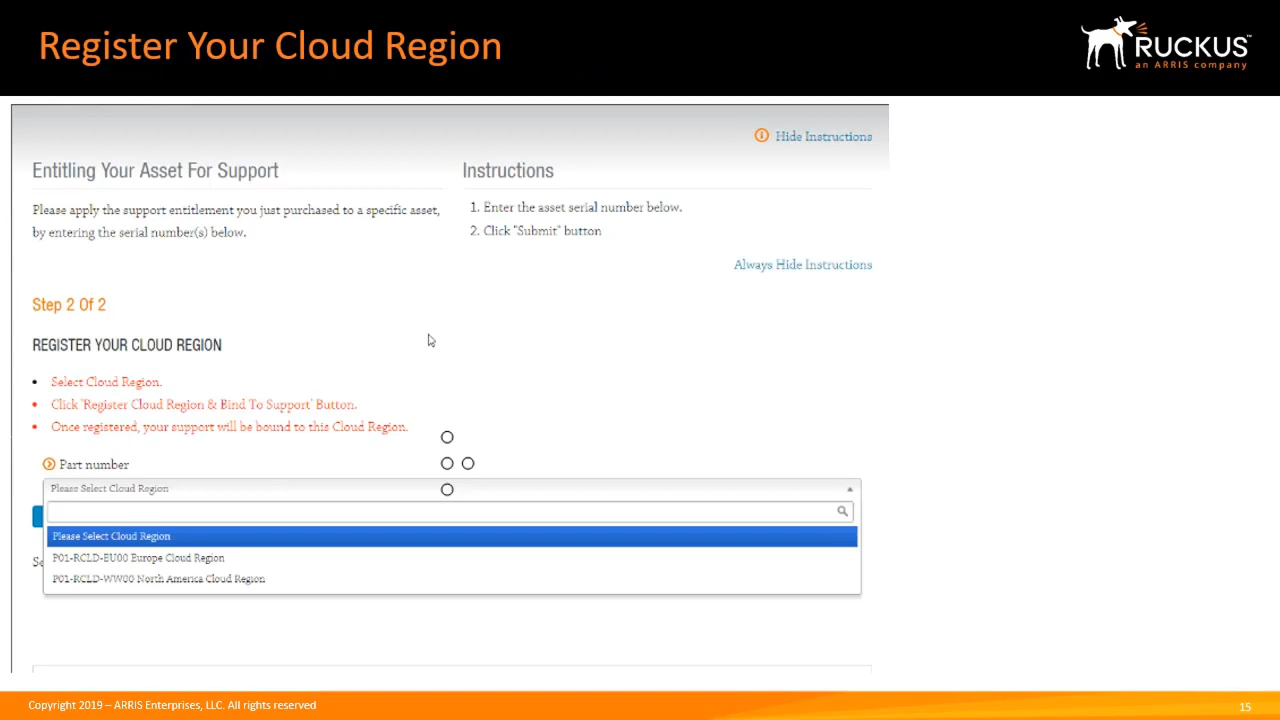 Register Your Cloud Region
RUCKUS™
an ARRIS company
Hide Instructions
Entitling Your Asset For Support
Please apply the support entitlement you just purchased to a specific asset,
by entering the serial number(s) below.
Instructions
1. Enter the asset serial number below.
2. Click "Submit" button
Always Hide Instructions
Step 2 Of 2
REGISTER YOUR CLOUD REGION
Select Cloud Region.
Click 'Register Cloud Region & Bind To Support' Button.
Once registered, your support will be bound to this Cloud Region.
Part number
Please Select Cloud Region
Please Select Cloud Region
P01-RCLD-EU00 Europe Cloud Region
P01-RCLD-WW00 North America Cloud Region
Copyright 2019 – ARRIS Enterprises, LLC. All rights reserved
15